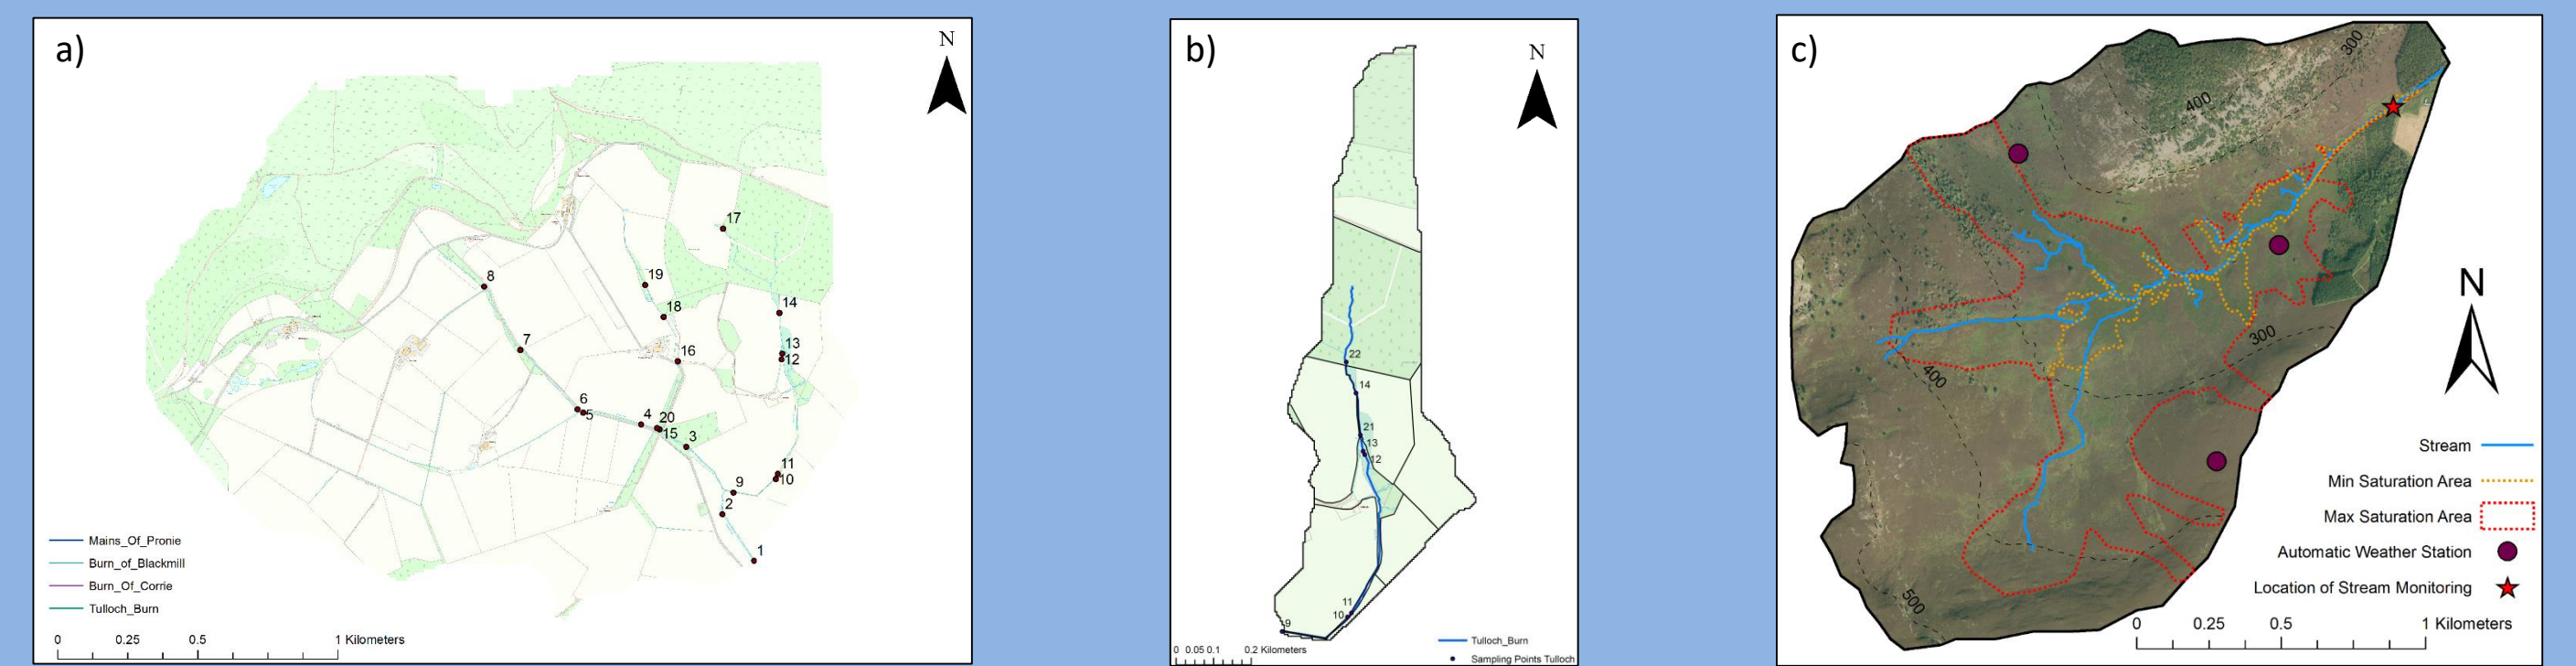 a)
N
17
8
19
14
18
7
13
16
12
6
5
4
20
15
3
11
10
9
2
1
Mains_Of_Pronie
Burn_of_Blackmill
Burn_Of_Corrie
Tulloch_Burn
0 0.25 0.5 1 Kilometers
b)
N
22
14
21
13
12
11
10
9
Tulloch_Burn
0 0.05 0.1 0.2 Kilometers
Sampling Points Tulloch
c)
300
400
N
300
400
500
Stream
Min Saturation Area
Max Saturation Area
Automatic Weather Station
Location of Stream Monitoring
0 0.25 0.5 1 Kilometers